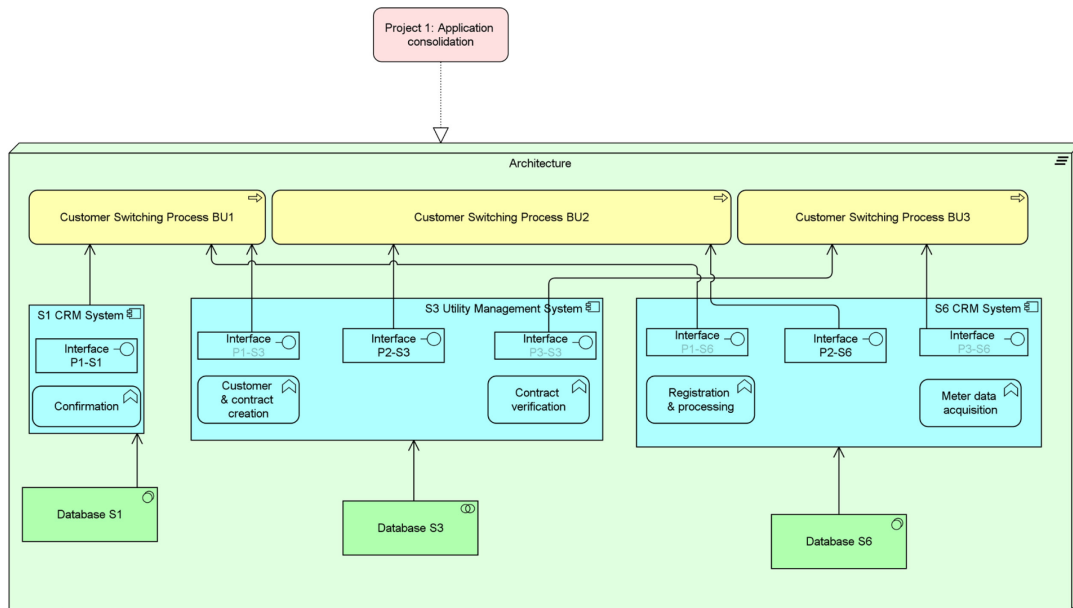 Project 1: Application
consolidation
Architecture
Customer Switching Process BU1
Customer Switching Process BU2
Customer Switching Process BU3
S1 CRM System
Interface
P1-S1
Confirmation
S3 Utility Management System
Interface
P1-S3
Interface
P2-S3
Interface
P3-S3
Customer
& contract
creation
Contract
verification
S6 CRM System
Interface
P1-S6
Interface
P2-S6
Interface
P3-S6
Registration
& processing
Meter data
acquisition
Database S1
Database S3
Database S6